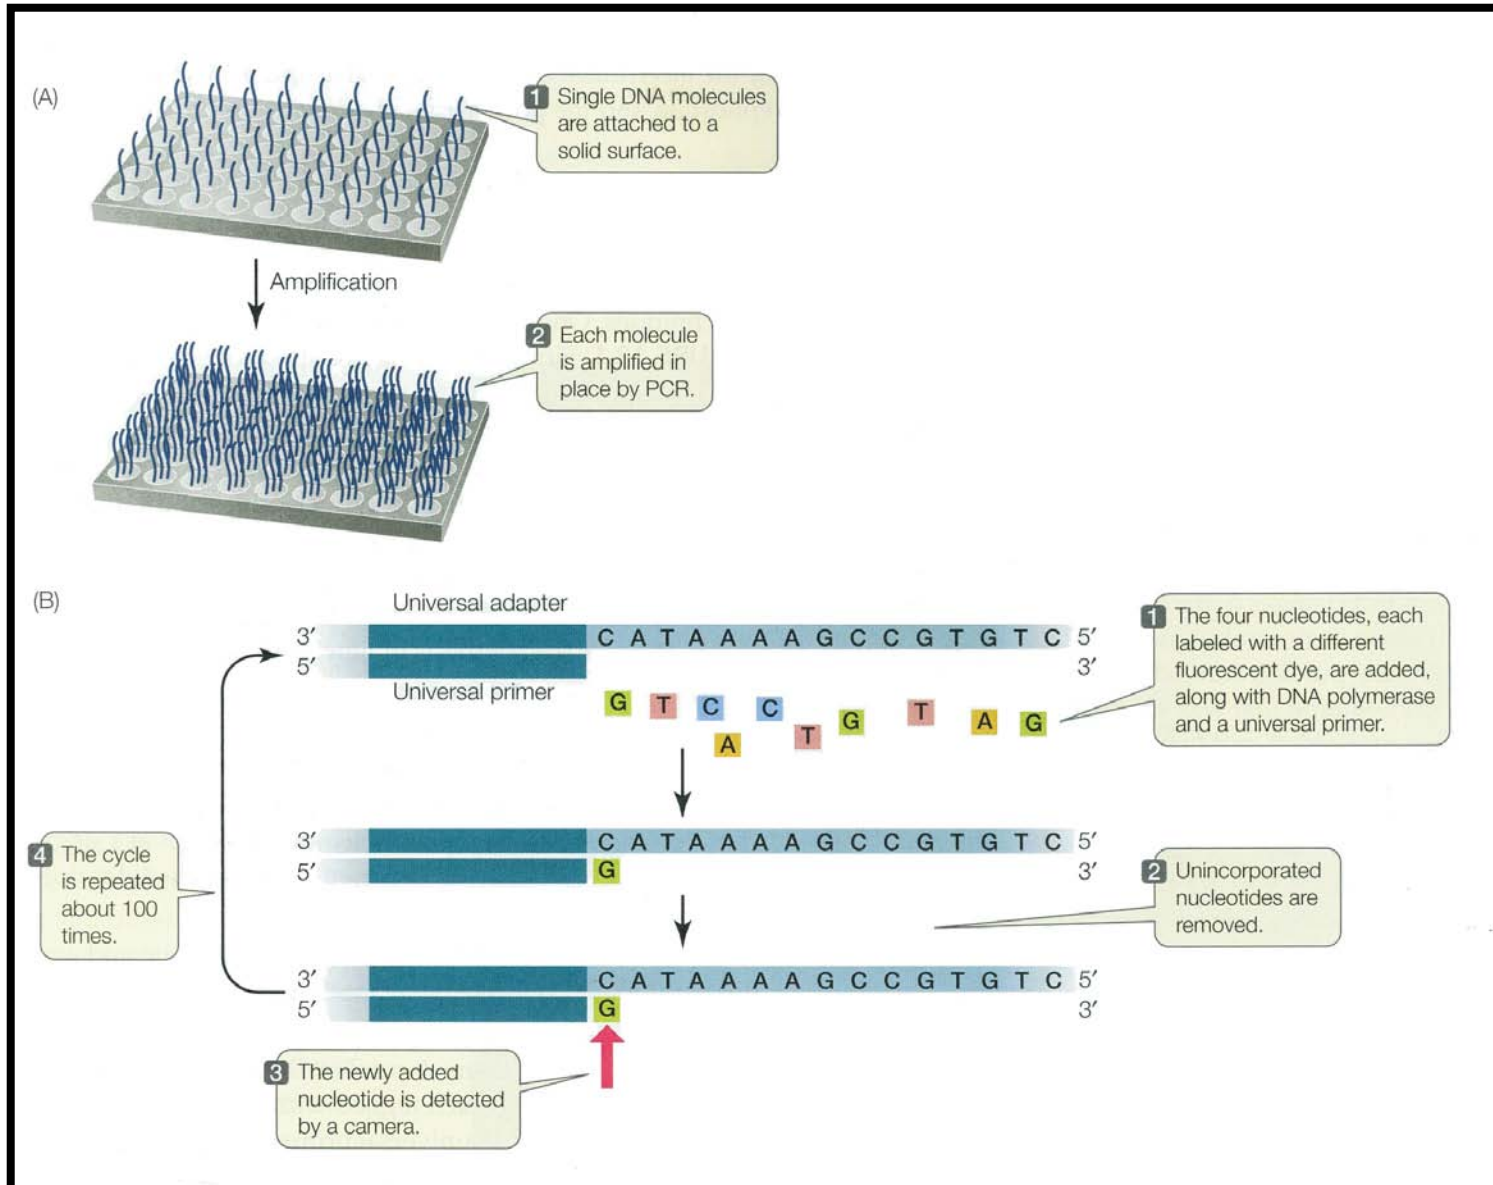 (A)
1 Single DNA molecules
are attached to a
solid surface.
Amplification
2 Each molecule
is amplified in
place by PCR.
(B)
Universal adapter
3′ C A T A A A A G C C G T G T C 5′
5′ 3′
Universal primer
1 The four nucleotides, each
labeled with a different
fluorescent dye, are added,
along with DNA polymerase
and a universal primer.
G T C C G T A G
A T
3′ C A T A A A A G C C G T G T C 5′
5′ G 3′
2 Unincorporated
nucleotides are
removed.
4 The cycle
is repeated
about 100
times.
3′ C A T A A A A G C C G T G T C 5′
5′ G 3′
3 The newly added
nucleotide is detected
by a camera.